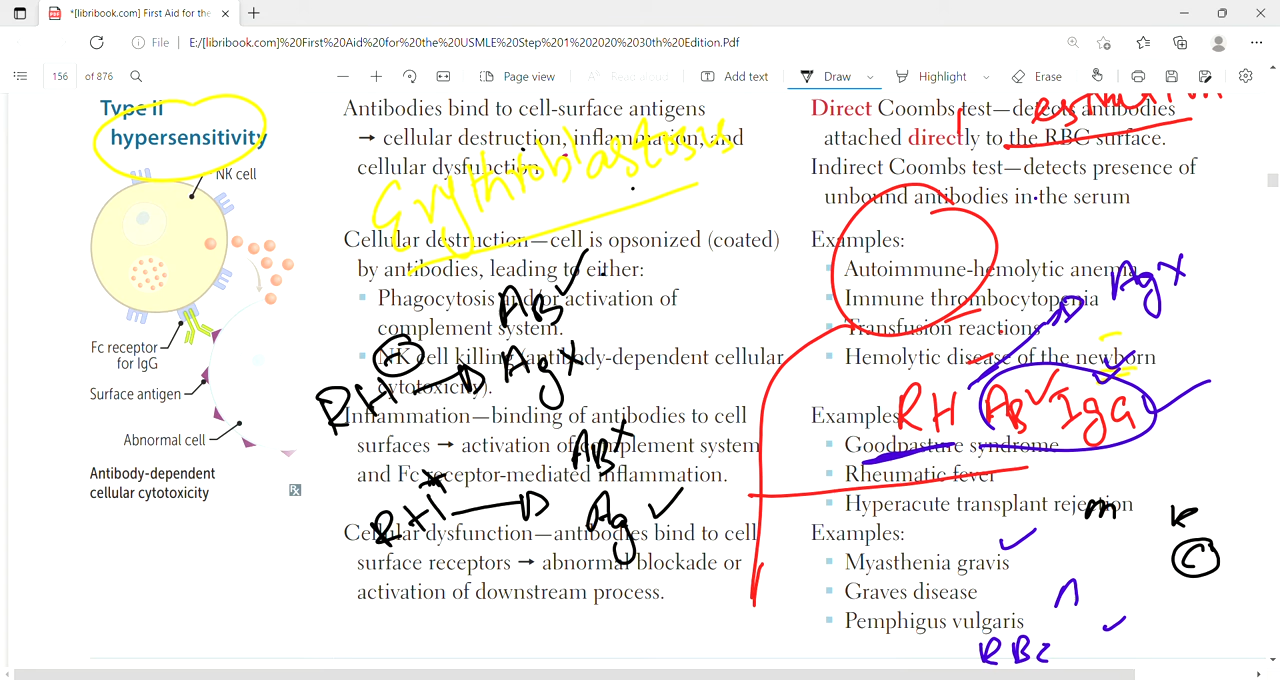 *[libribook.com] First Aid for the
File
E:/[libribook.com]%20First%20Aid%20for%20the%20USMLE%20Step%201%202020%2030th%20Edition.Pdf
156 of 876
Page view
Read aloud
Add text
Draw
Highlight
Erase
Type II
hypersensitivity
NK cell
Fc receptor
for IgG
Surface antigen
Abnormal cell
Antibody-dependent
cellular cytotoxicity
Rx
Antibodies bind to cell-surface antigens
→ cellular destruction, inflammation, and
cellular dysfunction.
Erythroblastosis
Cellular destruction—cell is opsonized (coated)
by antibodies, leading to either:
Phagocytosis and/or activation of
complement system.
NK cell killing (antibody-dependent cellular
cytotoxicity).
AB ✓
RH - → Ag x
Inflammation—binding of antibodies to cell
surfaces → activation of complement system
and Fc receptor-mediated inflammation.
AB x
RH + → Ag ✓
Cellular dysfunction—antibodies bind to cell
surface receptors → abnormal blockade or
activation of downstream process.
Direct Coombs test—detects antibodies
attached directly to the RBC surface.
Indirect Coombs test—detects presence of
unbound antibodies in the serum
Examples:
Autoimmune-hemolytic anemia
Immune thrombocytopenia
Transfusion reactions
Hemolytic disease of the newborn
Ag x
RH AB ✓ IgG
Examples
Goodpasture syndrome
Rheumatic fever
Hyperacute transplant rejection
m
Examples:
Myasthenia gravis
Graves disease
Pemphigus vulgaris
RBC